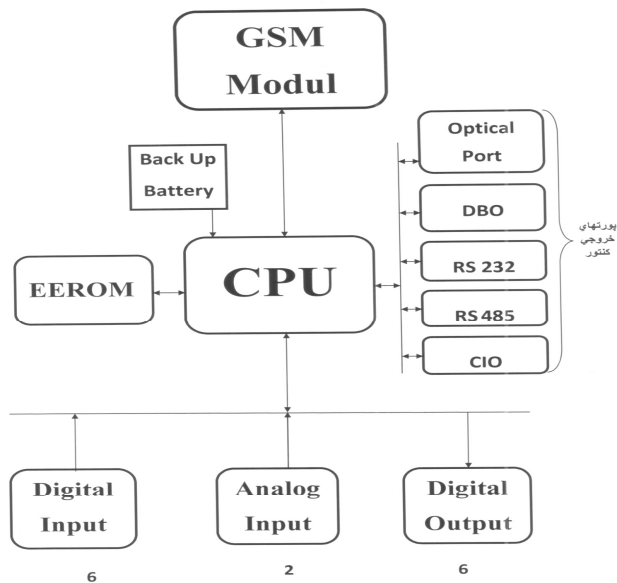 GSM
Modul
Back Up
Battery
EEROM
CPU
Optical
Port
DBO
RS 232
RS 485
CIO
پورتهاي
خروجي
كنتور
Digital
Input
6
Analog
Input
2
Digital
Output
6